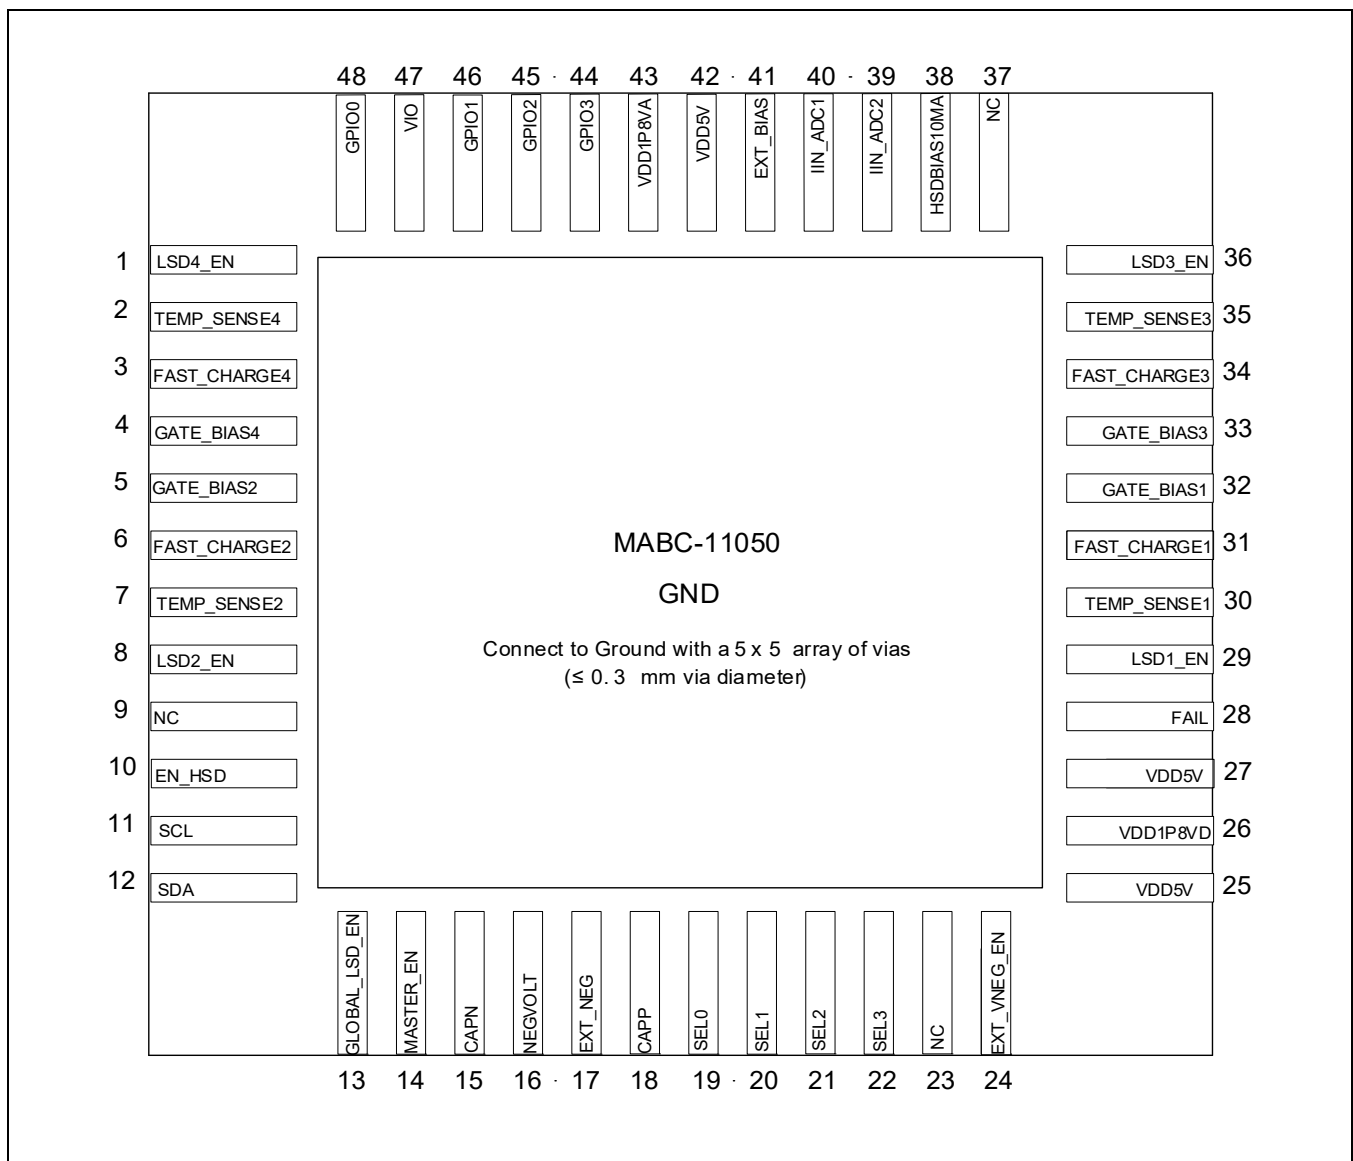 48 47 46 45 44 43 42 41 40 39 38 37
GPIO0
VIO
GPIO1
GPIO2
GPIO3
VDD1P8VA
VDD5V
EXT_BIAS
IIN_ADC1
IIN_ADC2
HSDBIAS10MA
NC
1 LSD4_EN
2 TEMP_SENSE4
3 FAST_CHARGE4
4 GATE_BIAS4
5 GATE_BIAS2
6 FAST_CHARGE2
7 TEMP_SENSE2
8 LSD2_EN
9 NC
10 EN_HSD
11 SCL
12 SDA
MABC-11050
GND
Connect to Ground with a 5 x 5 array of vias
(≤ 0.3 mm via diameter)
LSD3_EN 36
TEMP_SENSE3 35
FAST_CHARGE3 34
GATE_BIAS3 33
GATE_BIAS1 32
FAST_CHARGE1 31
TEMP_SENSE1 30
LSD1_EN 29
FAIL 28
VDD5V 27
VDD1P8VD 26
VDD5V 25
GLOBAL_LSD_EN
MASTER_EN
CAPN
NEGVOLT
EXT_NEG
CAPP
SEL0
SEL1
SEL2
SEL3
NC
EXT_VNEG_EN
13 14 15 16 17 18 19 20 21 22 23 24